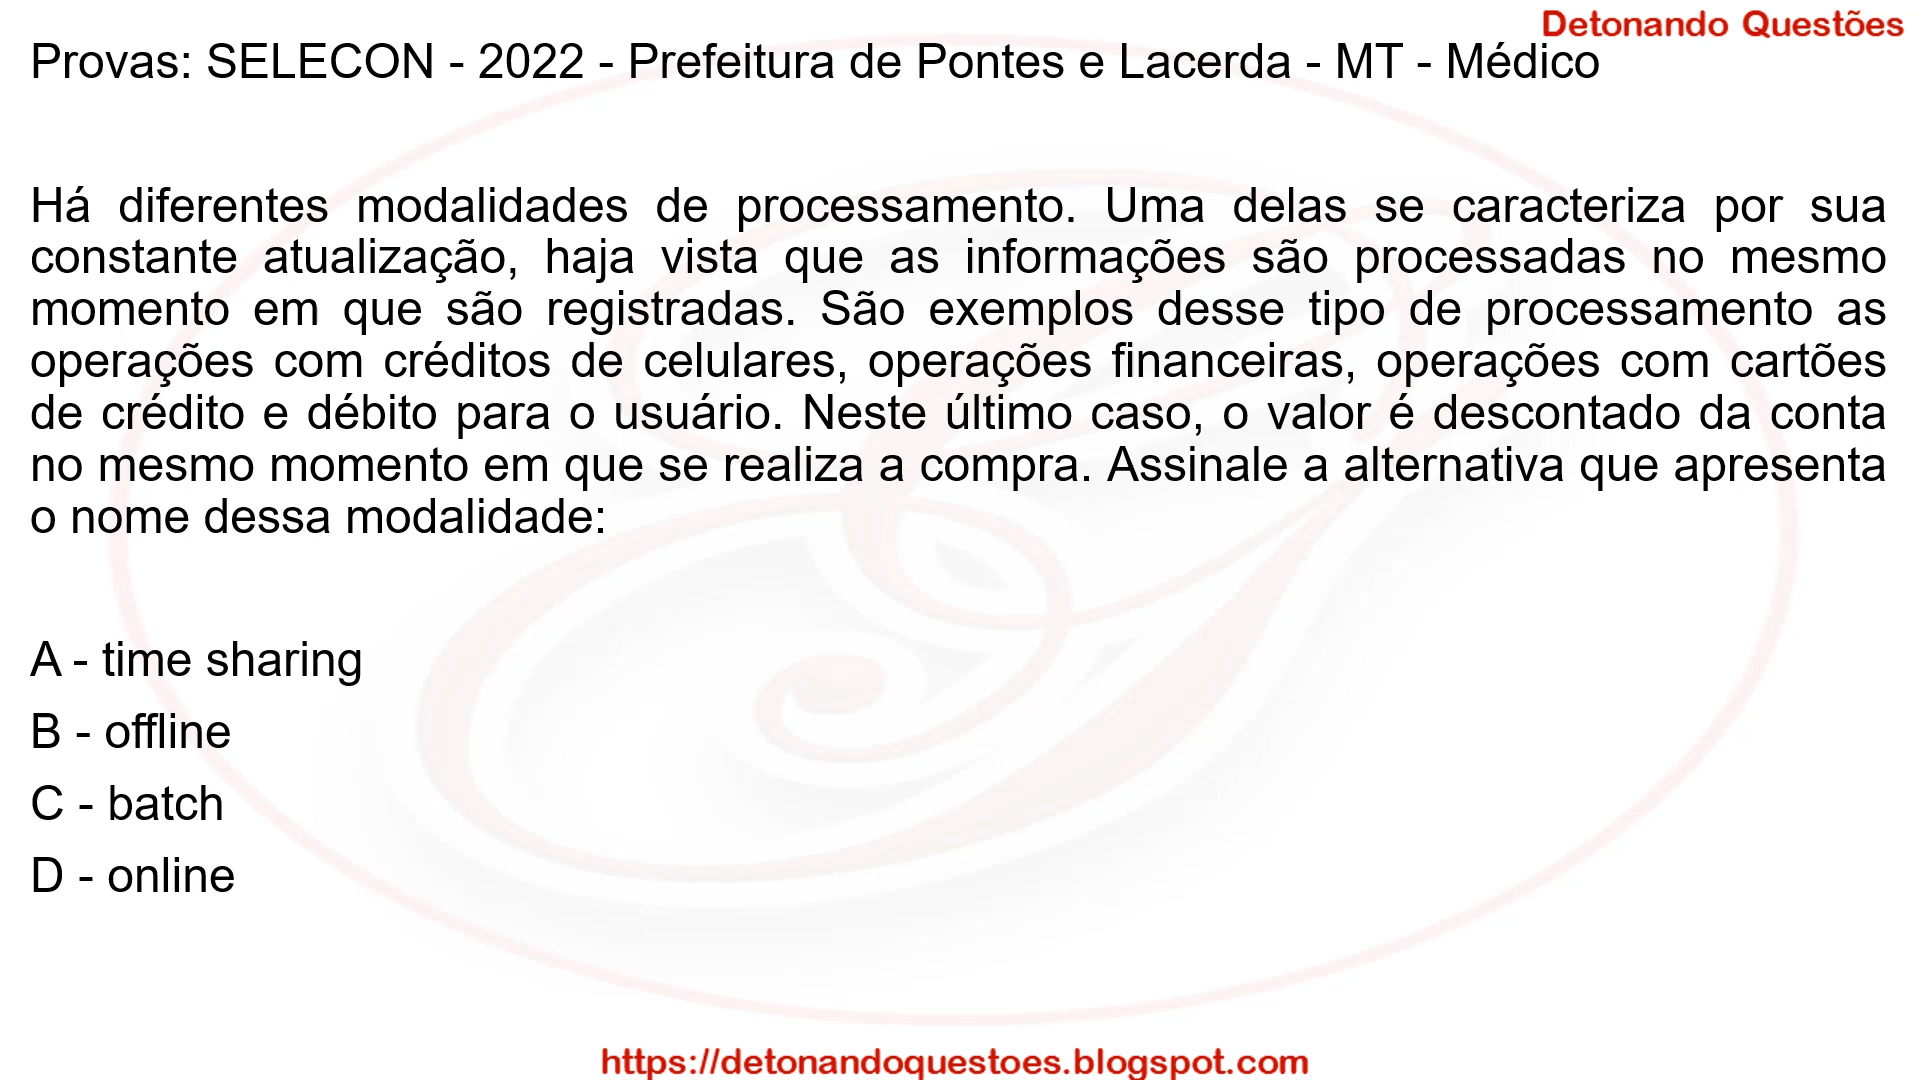 Detonando Questões
Provas: SELECON - 2022 - Prefeitura de Pontes e Lacerda - MT - Médico
Há diferentes modalidades de processamento. Uma delas se caracteriza por sua
constante atualização, haja vista que as informações são processadas no mesmo
momento em que são registradas. São exemplos desse tipo de processamento as
operações com créditos de celulares, operações financeiras, operações com cartões
de crédito e débito para o usuário. Neste último caso, o valor é descontado da conta
no mesmo momento em que se realiza a compra. Assinale a alternativa que apresenta
o nome dessa modalidade:
A - time sharing
B - offline
C - batch
D - online
https://detonandoquestoes.blogspot.com